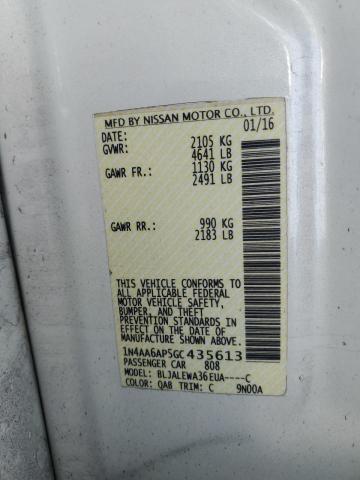 MFD BY NISSAN MOTOR CO., LTD.
DATE: 01/16
GVWR: 2105 KG
4641 LB
GAWR FR.: 1130 KG
2491 LB
GAWR RR.: 990 KG
2183 LB
THIS VEHICLE CONFORMS TO
ALL APPLICABLE FEDERAL
MOTOR VEHICLE SAFETY,
BUMPER, AND THEFT
PREVENTION STANDARDS
IN EFFECT ON THE DATE OF
MANUFACTURE SHOWN ABOVE.
1N4AA6AP5GC435613
PASSENGER CAR 808
MODEL: BLJALEWA36EUA----C
COLOR: QAB TRIM: C 9N00A